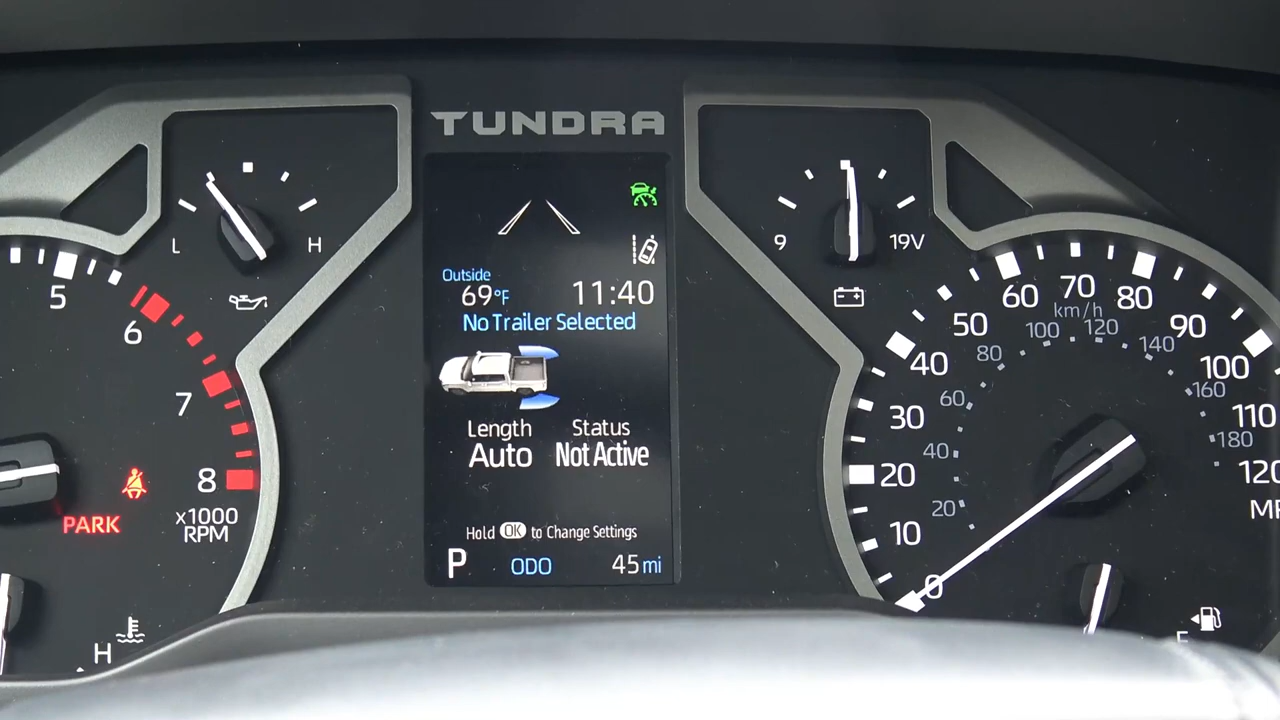 TUNDRA
L H
9 19V
Outside
69°F 11:40
No Trailer Selected
Length Status
Auto Not Active
Hold OK to Change Settings
P ODO 45 mi
5
6
7
8
x1000
RPM
PARK
H
0
10
20
30
40
50
60
70
80
90
100
110
120
km/h
20
40
60
80
100
120
140
160
180